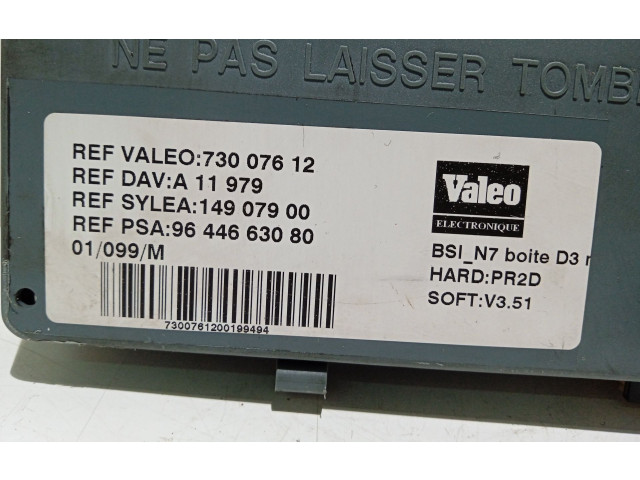 NE PAS LAISSER TOMBE
REF VALEO:730 076 12
REF DAV:A 11 979
REF SYLEA:149 079 00
REF PSA:96 446 630 80
01/099/M
7300761200199494
Valeo
ELECTRONIQUE
BSI_N7 boite D3 r
HARD:PR2D
SOFT:V3.51